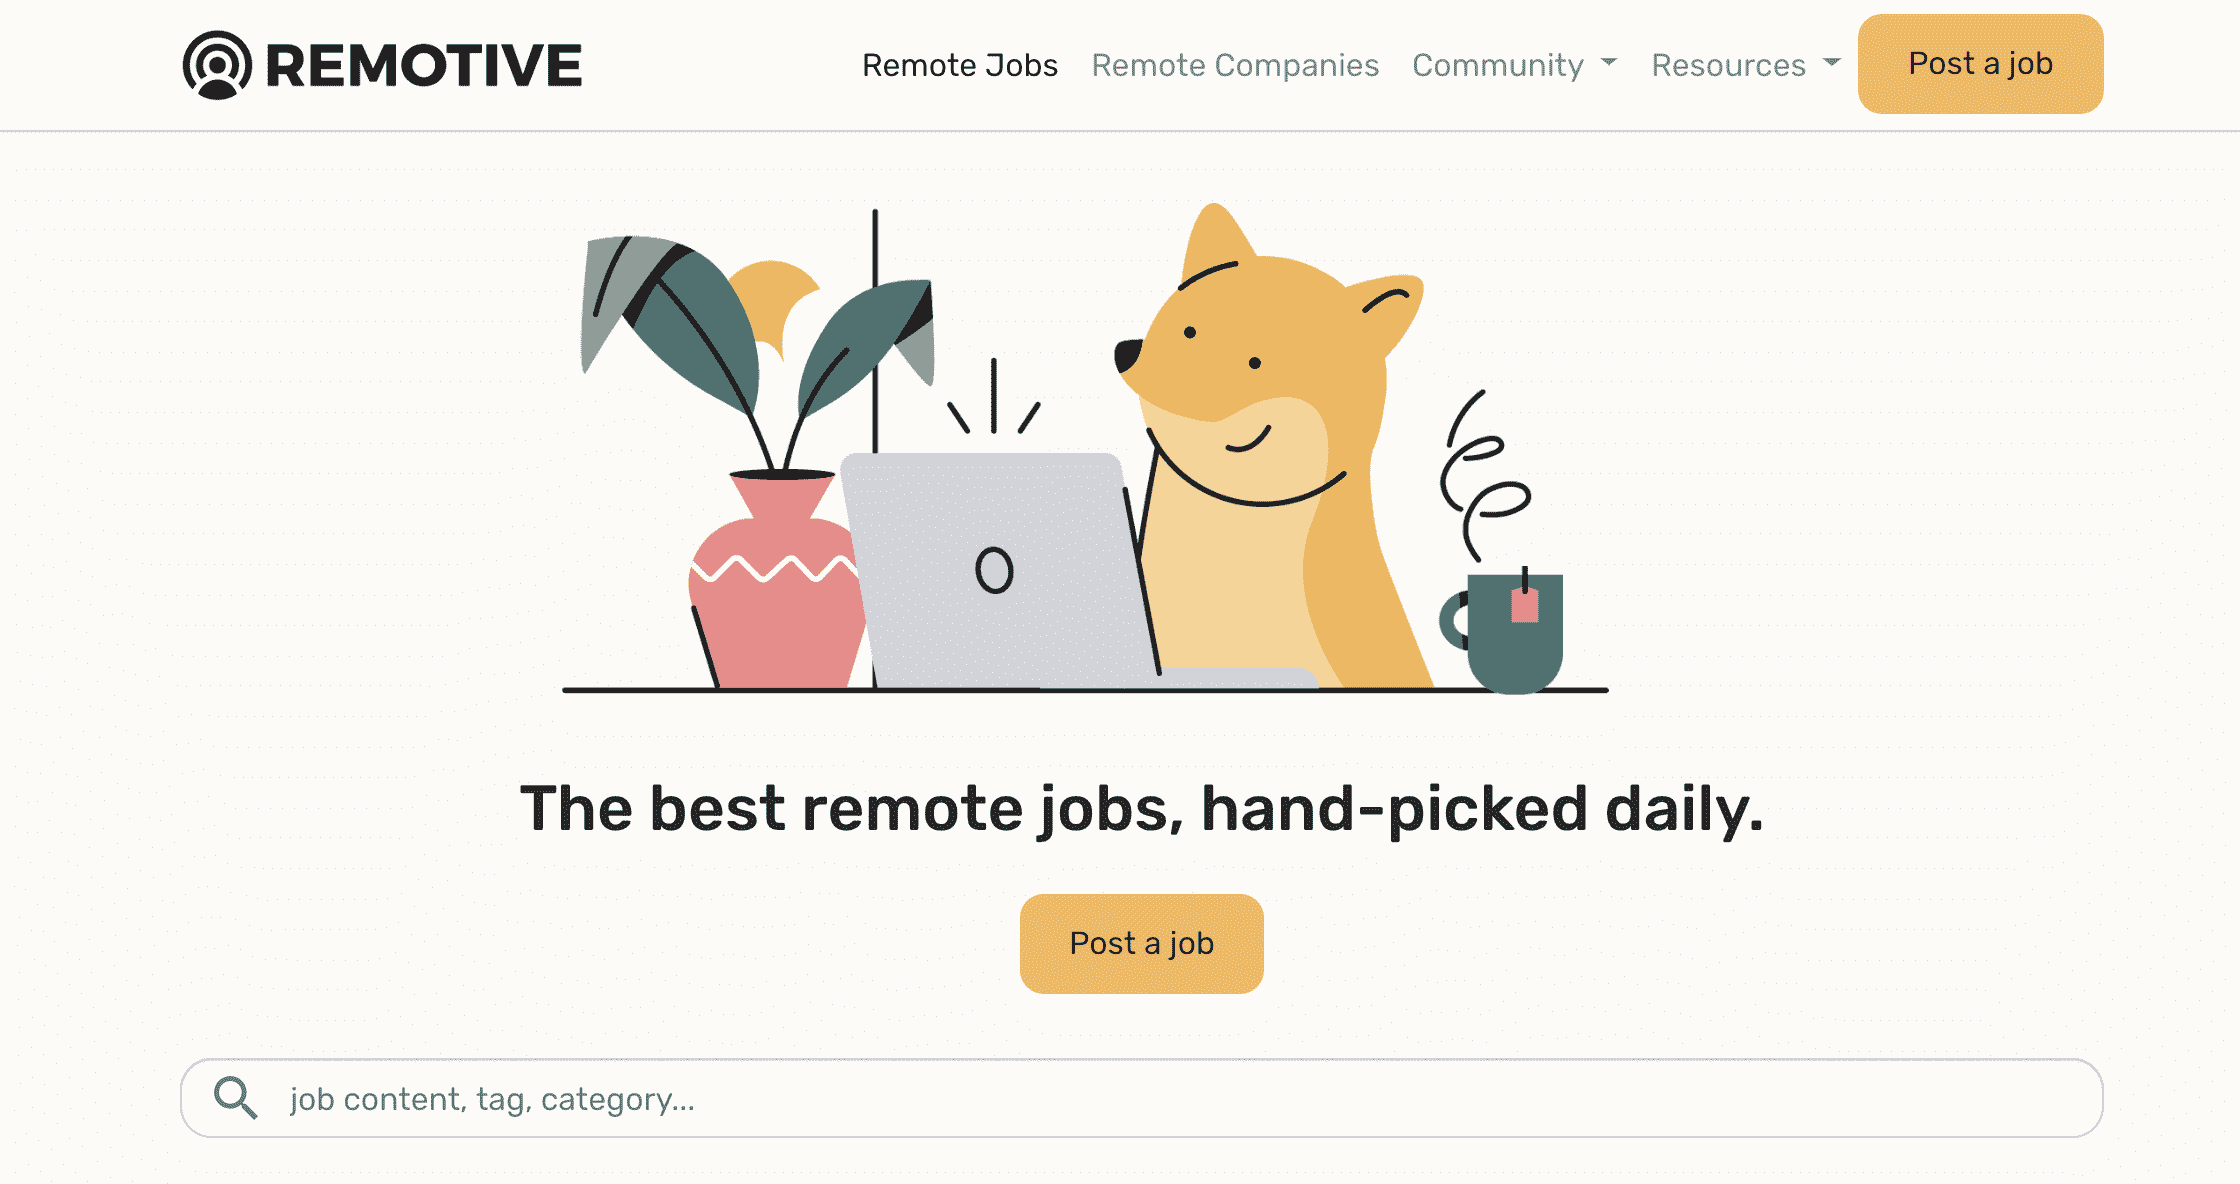 REMOTIVE
Remote Jobs Remote Companies Community Resources Post a job
The best remote jobs, hand-picked daily.
Post a job
job content, tag, category...